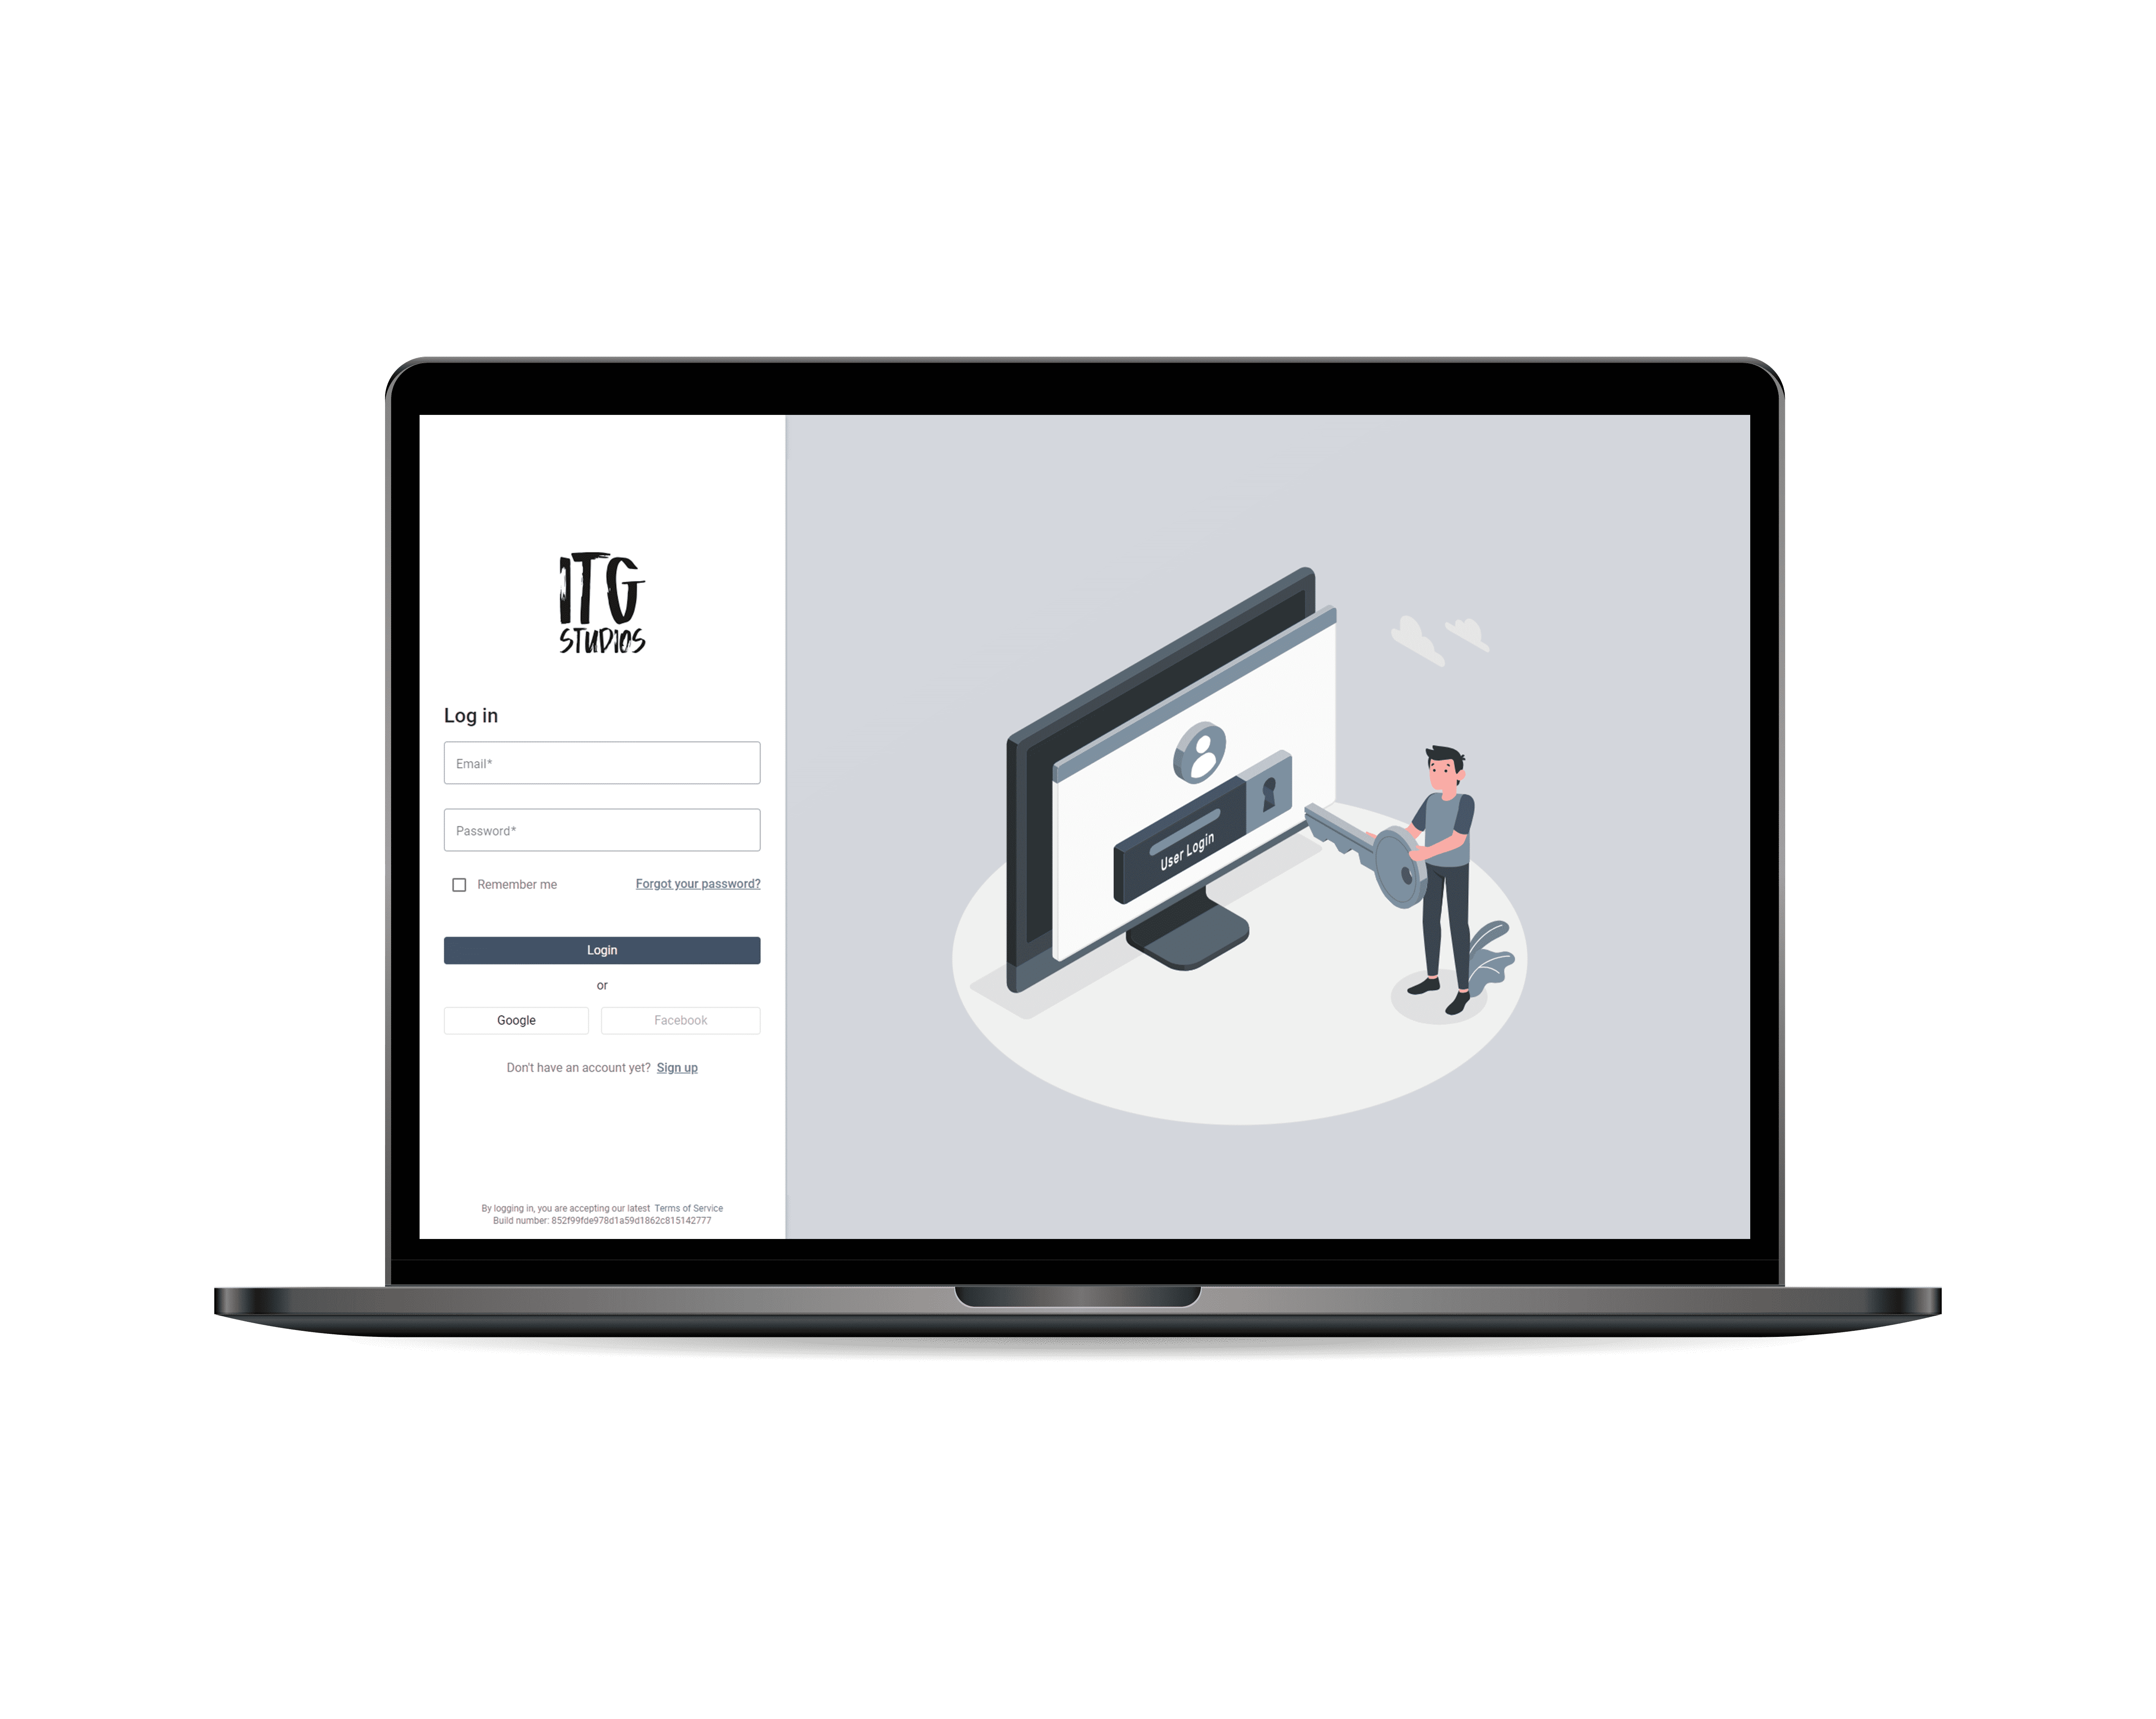 ITG
STUDIOS
Log in
Email*
Password*
Remember me
Forgot your password?
Login
or
Google
Facebook
Don't have an account yet? Sign up
By logging in, you are accepting our latest Terms of Service
Build number: 852f99fde978d1a59d1862c815142777
User Login